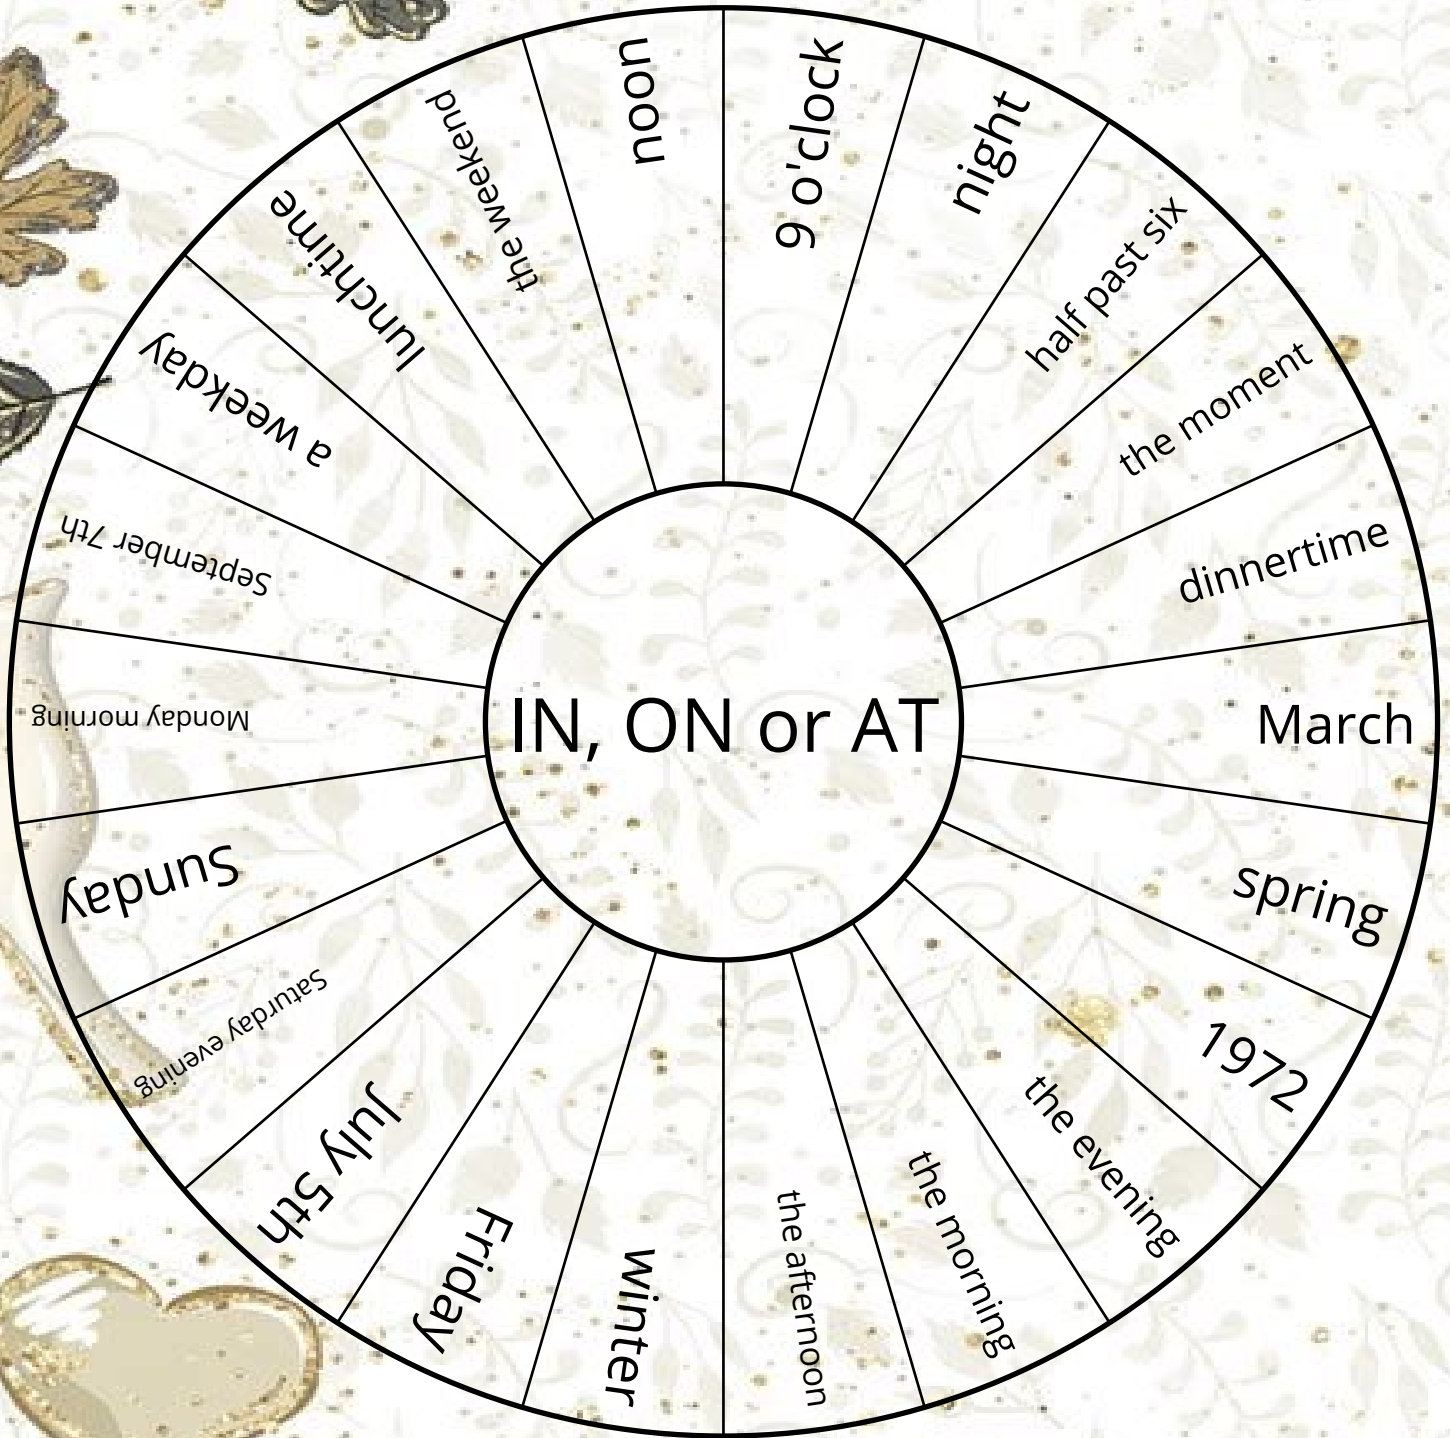 IN, ON or AT
9 o'clock
night
half past six
the moment
dinnertime
March
spring
1972
the evening
the morning
the afternoon
winter
Friday
July 5th
Saturday evening
Sunday
Monday morning
September 7th
a weekday
lunchtime
the weekend
noon